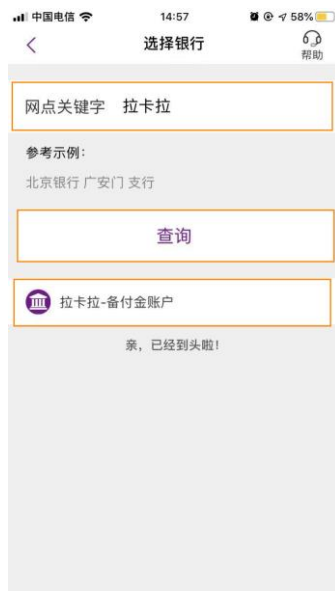 中国电信 14:57 58%
选择银行
帮助
网点关键字 拉卡拉
参考示例：
北京银行 广安门 支行
查询
拉卡拉-备付金账户
亲，已经到头啦！